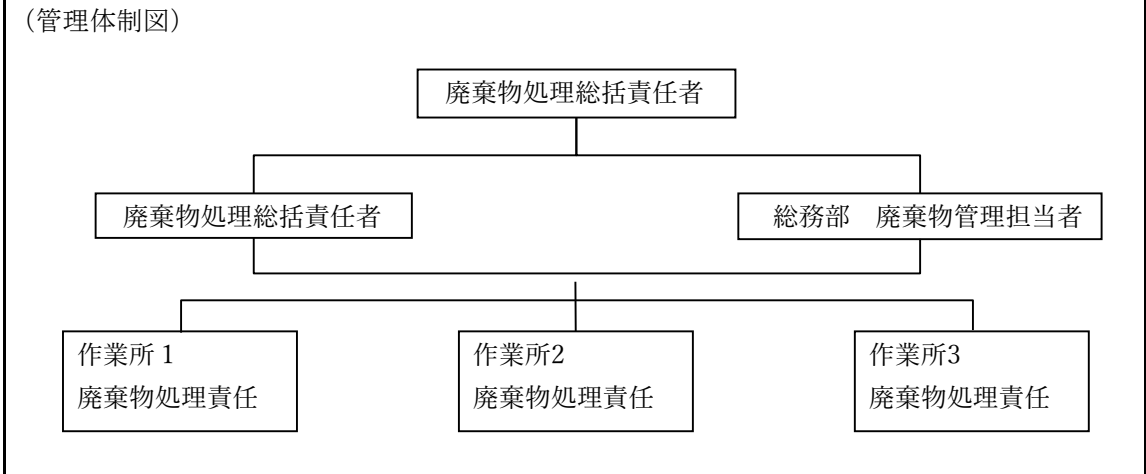 （管理体制図）
廃棄物処理総括責任者
廃棄物処理総括責任者
総務部　廃棄物管理担当者
作業所１
廃棄物処理責任
作業所2
廃棄物処理責任
作業所3
廃棄物処理責任